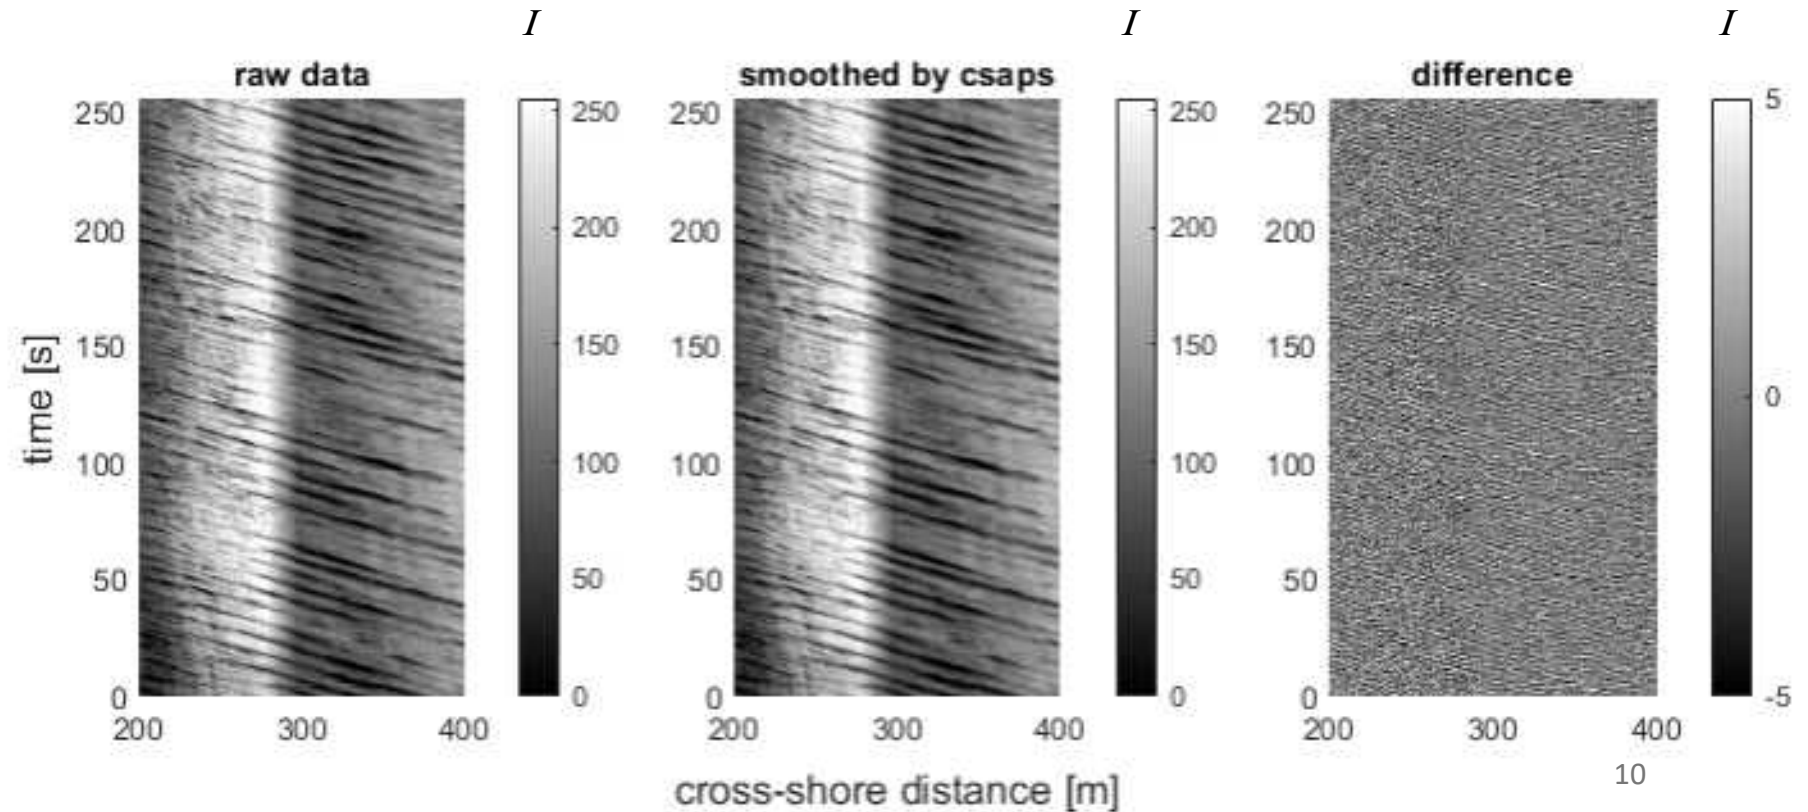 I I I
raw data smoothed by csaps difference
250 250 250 250 250 5
200 200 200 200 200
150 150 150 150 150 0
100 100 100 100 100
50 50 50 50 50
0 0 0 0 0 -5
200 300 400 200 300 400 200 300 400
time [s]
cross-shore distance [m]
10